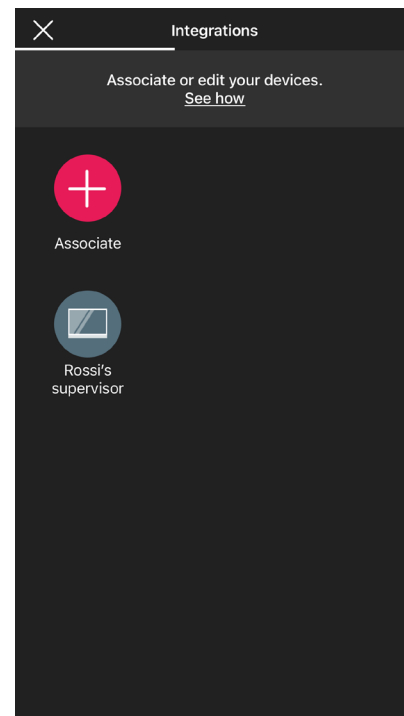 Integrations
Associate or edit your devices.
See how
Associate
Rossi's
supervisor